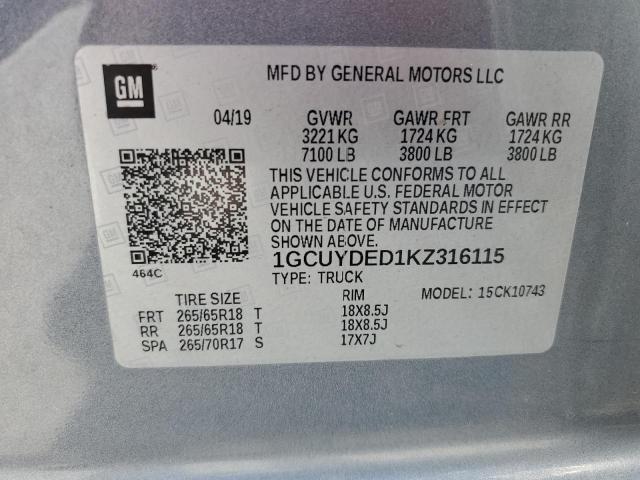 GM
MFD BY GENERAL MOTORS LLC
04/19 GVWR GAWR FRT GAWR RR
3221 KG 1724 KG 1724 KG
7100 LB 3800 LB 3800 LB
THIS VEHICLE CONFORMS TO ALL
APPLICABLE U.S. FEDERAL MOTOR
VEHICLE SAFETY STANDARDS IN EFFECT
ON THE DATE OF MANUFACTURE
SHOWN ABOVE.
1GCUYDED1KZ316115
464C
TYPE: TRUCK
TIRE SIZE RIM MODEL: 15CK10743
FRT 265/65R18 T 18X8.5J
RR 265/65R18 T 18X8.5J
SPA 265/70R17 S 17X7J